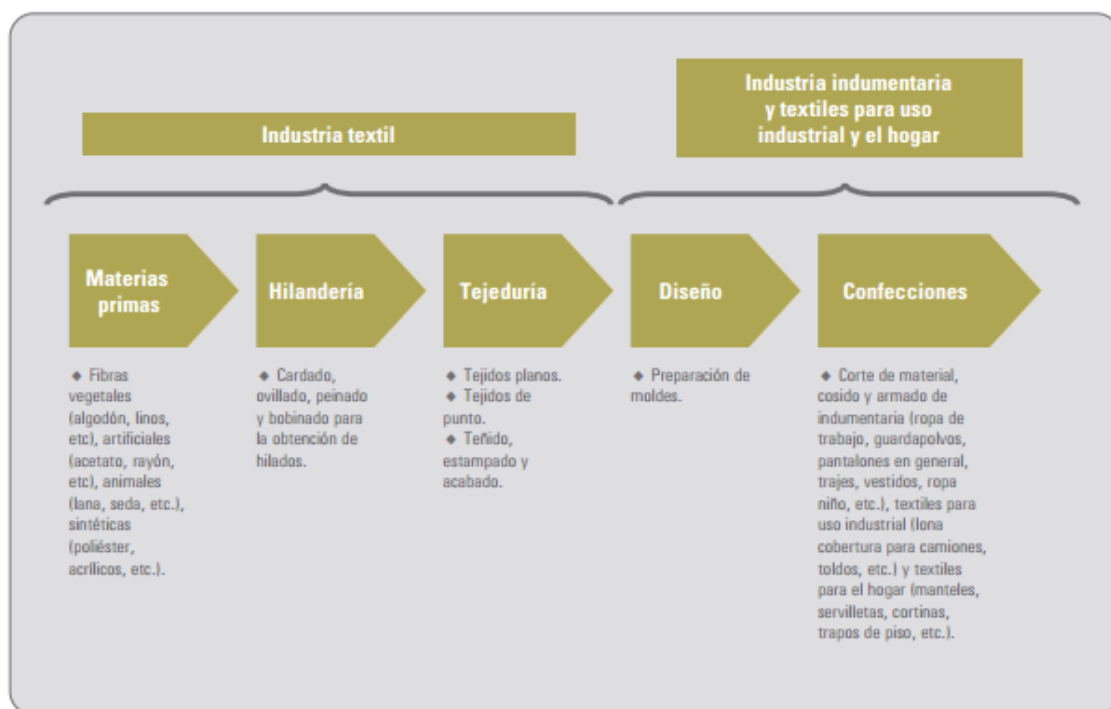 Industria textil
Industria indumentaria
y textiles para uso
industrial y el hogar
Materias
primas
Hilandería
Tejeduría
Diseño
Confecciones
◆ Fibras
vegetales
(algodón, linos,
etc), artificiales
(acetato, rayón,
etc), animales
(lana, seda, etc.),
sintéticas
(poliéster,
acrílicos, etc.).
◆ Cardado,
ovillado, peinado
y bobinado para
la obtención de
hilados.
◆ Tejidos planos.
◆ Tejidos de
punto.
◆ Teñido,
estampado y
acabado.
◆ Preparación de
moldes.
◆ Corte de material,
cosido y armado de
indumentaria (ropa de
trabajo, guardapolvos,
pantalones en general,
trajes, vestidos, ropa
niño, etc.), textiles para
uso industrial (lona
cobertura para camiones,
toldos, etc.) y textiles
para el hogar (manteles,
servilletas, cortinas,
trapos de piso, etc.).